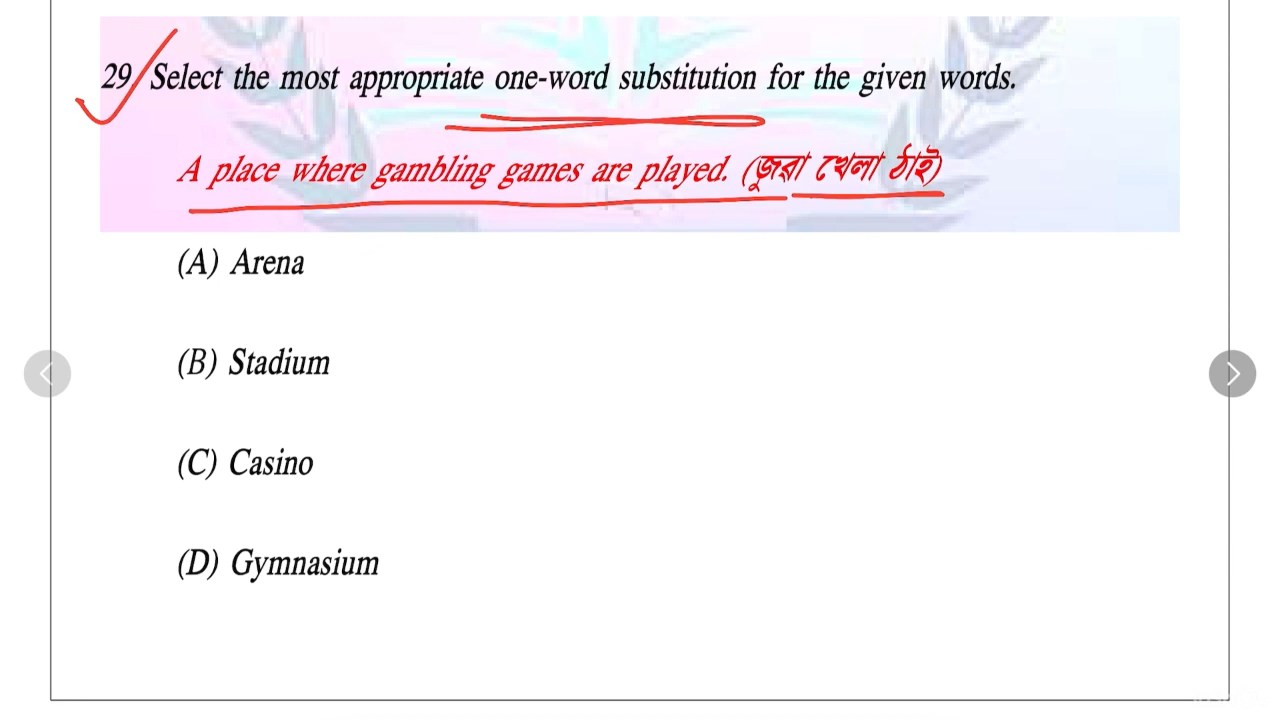 29. Select the most appropriate one-word substitution for the given words.
A place where gambling games are played. (জুৱা খেলা ঠাই)
(A) Arena
(B) Stadium
(C) Casino
(D) Gymnasium